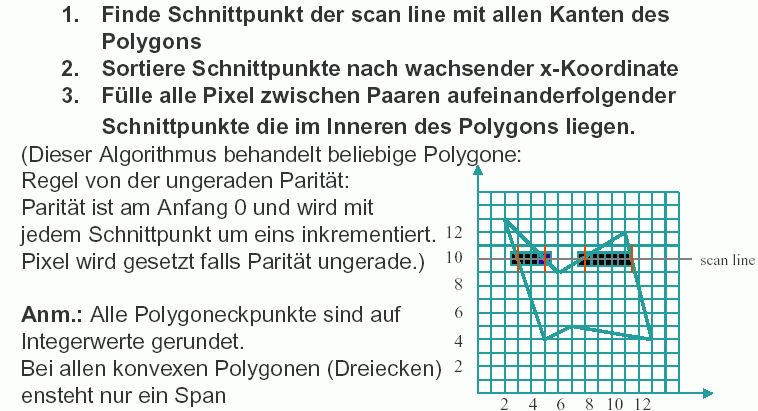 1. Finde Schnittpunkt der scan line mit allen Kanten des
Polygons
2. Sortiere Schnittpunkte nach wachsender x-Koordinate
3. Fülle alle Pixel zwischen Paaren aufeinanderfolgender
Schnittpunkte die im Inneren des Polygons liegen.
(Dieser Algorithmus behandelt beliebige Polygone:
Regel von der ungeraden Parität:
Parität ist am Anfang 0 und wird mit
jedem Schnittpunkt um eins inkrementiert.
Pixel wird gesetzt falls Parität ungerade.)
Anm.: Alle Polygoneckpunkte sind auf
Integerwerte gerundet.
Bei allen konvexen Polygonen (Dreiecken)
ensteht nur ein Span
12
10
8
6
4
2
scan line
2 4 6 8 10 12